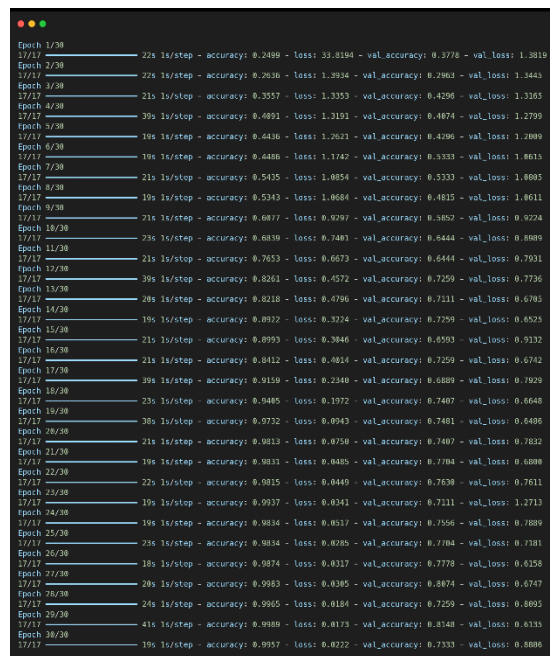 Epoch 1/30
17/17 ━━━━━━━━━━ 22s 1s/step - accuracy: 0.2499 - loss: 33.8194 - val_accuracy: 0.3778 - val_loss: 1.3819
Epoch 2/30
17/17 ━━━━━━━━━━ 22s 1s/step - accuracy: 0.2636 - loss: 1.3934 - val_accuracy: 0.2963 - val_loss: 1.3445
Epoch 3/30
17/17 ━━━━━━━━━━ 21s 1s/step - accuracy: 0.3557 - loss: 1.3353 - val_accuracy: 0.4296 - val_loss: 1.3165
Epoch 4/30
17/17 ━━━━━━━━━━ 39s 1s/step - accuracy: 0.4091 - loss: 1.3191 - val_accuracy: 0.4074 - val_loss: 1.2799
Epoch 5/30
17/17 ━━━━━━━━━━ 19s 1s/step - accuracy: 0.4436 - loss: 1.2621 - val_accuracy: 0.4296 - val_loss: 1.2009
Epoch 6/30
17/17 ━━━━━━━━━━ 19s 1s/step - accuracy: 0.4486 - loss: 1.1742 - val_accuracy: 0.5333 - val_loss: 1.0615
Epoch 7/30
17/17 ━━━━━━━━━━ 21s 1s/step - accuracy: 0.5435 - loss: 1.0854 - val_accuracy: 0.5333 - val_loss: 1.0005
Epoch 8/30
17/17 ━━━━━━━━━━ 19s 1s/step - accuracy: 0.5343 - loss: 1.0684 - val_accuracy: 0.4815 - val_loss: 1.0611
Epoch 9/30
17/17 ━━━━━━━━━━ 21s 1s/step - accuracy: 0.6077 - loss: 0.9297 - val_accuracy: 0.5852 - val_loss: 0.9224
Epoch 10/30
17/17 ━━━━━━━━━━ 23s 1s/step - accuracy: 0.6839 - loss: 0.7401 - val_accuracy: 0.6444 - val_loss: 0.8989
Epoch 11/30
17/17 ━━━━━━━━━━ 21s 1s/step - accuracy: 0.7653 - loss: 0.6673 - val_accuracy: 0.6444 - val_loss: 0.7931
Epoch 12/30
17/17 ━━━━━━━━━━ 39s 1s/step - accuracy: 0.8261 - loss: 0.4572 - val_accuracy: 0.7259 - val_loss: 0.7736
Epoch 13/30
17/17 ━━━━━━━━━━ 20s 1s/step - accuracy: 0.8218 - loss: 0.4796 - val_accuracy: 0.7111 - val_loss: 0.6705
Epoch 14/30
17/17 ━━━━━━━━━━ 19s 1s/step - accuracy: 0.8922 - loss: 0.3224 - val_accuracy: 0.7259 - val_loss: 0.6525
Epoch 15/30
17/17 ━━━━━━━━━━ 21s 1s/step - accuracy: 0.8993 - loss: 0.3046 - val_accuracy: 0.6593 - val_loss: 0.9132
Epoch 16/30
17/17 ━━━━━━━━━━ 21s 1s/step - accuracy: 0.8412 - loss: 0.4014 - val_accuracy: 0.7259 - val_loss: 0.6742
Epoch 17/30
17/17 ━━━━━━━━━━ 39s 1s/step - accuracy: 0.9159 - loss: 0.2340 - val_accuracy: 0.6889 - val_loss: 0.7929
Epoch 18/30
17/17 ━━━━━━━━━━ 23s 1s/step - accuracy: 0.9405 - loss: 0.1972 - val_accuracy: 0.7407 - val_loss: 0.6648
Epoch 19/30
17/17 ━━━━━━━━━━ 38s 1s/step - accuracy: 0.9732 - loss: 0.0943 - val_accuracy: 0.7481 - val_loss: 0.6406
Epoch 20/30
17/17 ━━━━━━━━━━ 21s 1s/step - accuracy: 0.9813 - loss: 0.0750 - val_accuracy: 0.7407 - val_loss: 0.7832
Epoch 21/30
17/17 ━━━━━━━━━━ 19s 1s/step - accuracy: 0.9831 - loss: 0.0485 - val_accuracy: 0.7704 - val_loss: 0.6800
Epoch 22/30
17/17 ━━━━━━━━━━ 22s 1s/step - accuracy: 0.9815 - loss: 0.0449 - val_accuracy: 0.7630 - val_loss: 0.7611
Epoch 23/30
17/17 ━━━━━━━━━━ 19s 1s/step - accuracy: 0.9937 - loss: 0.0341 - val_accuracy: 0.7111 - val_loss: 1.2713
Epoch 24/30
17/17 ━━━━━━━━━━ 19s 1s/step - accuracy: 0.9834 - loss: 0.0517 - val_accuracy: 0.7556 - val_loss: 0.7889
Epoch 25/30
17/17 ━━━━━━━━━━ 23s 1s/step - accuracy: 0.9834 - loss: 0.0285 - val_accuracy: 0.7704 - val_loss: 0.7181
Epoch 26/30
17/17 ━━━━━━━━━━ 18s 1s/step - accuracy: 0.9874 - loss: 0.0317 - val_accuracy: 0.7778 - val_loss: 0.6158
Epoch 27/30
17/17 ━━━━━━━━━━ 20s 1s/step - accuracy: 0.9983 - loss: 0.0305 - val_accuracy: 0.8074 - val_loss: 0.6747
Epoch 28/30
17/17 ━━━━━━━━━━ 24s 1s/step - accuracy: 0.9965 - loss: 0.0184 - val_accuracy: 0.7259 - val_loss: 0.8095
Epoch 29/30
17/17 ━━━━━━━━━━ 41s 1s/step - accuracy: 0.9989 - loss: 0.0173 - val_accuracy: 0.8148 - val_loss: 0.6135
Epoch 30/30
17/17 ━━━━━━━━━━ 19s 1s/step - accuracy: 0.9957 - loss: 0.0222 - val_accuracy: 0.7333 - val_loss: 0.8806